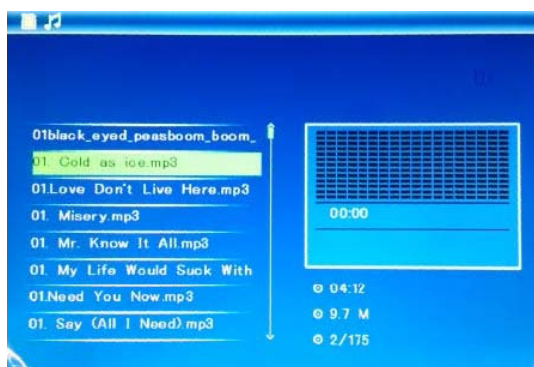 01black_eyed_peasboom_boom_
01. Cold as ice.mp3
01.Love Don't Live Here.mp3
01. Misery.mp3
01. Mr. Know It All.mp3
01. My Life Would Suck With
01.Need You Now.mp3
01. Say (All I Need).mp3
00:00
04:12
9.7 M
2/175